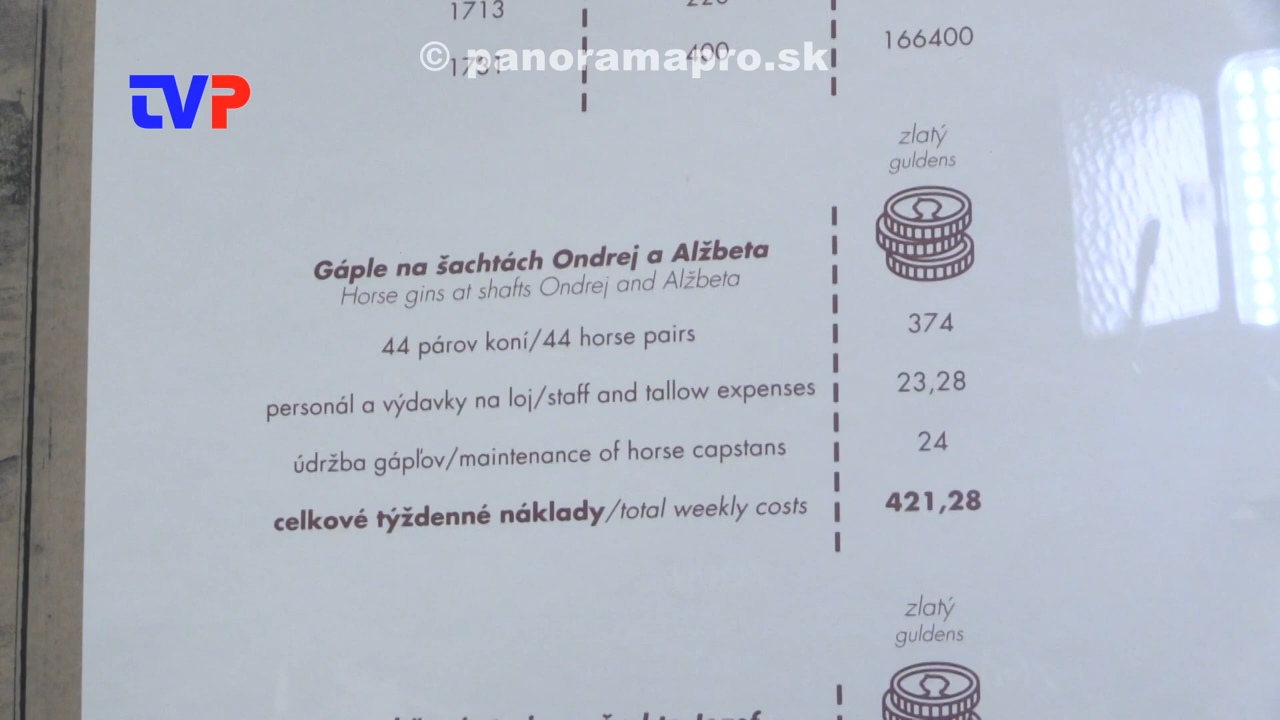 1713
166400
© panoramapro.sk
400
TVP
zlatý
guldens
Gáple na šachtách Ondrej a Alžbeta
Horse gins at shafts Ondrej and Alžbeta
44 párov koní/44 horse pairs 374
personál a výdavky na loj/staff and tallow expenses 23,28
údržba gápľov/maintenance of horse capstans 24
celkové týždenné náklady/total weekly costs 421,28
zlatý
guldens